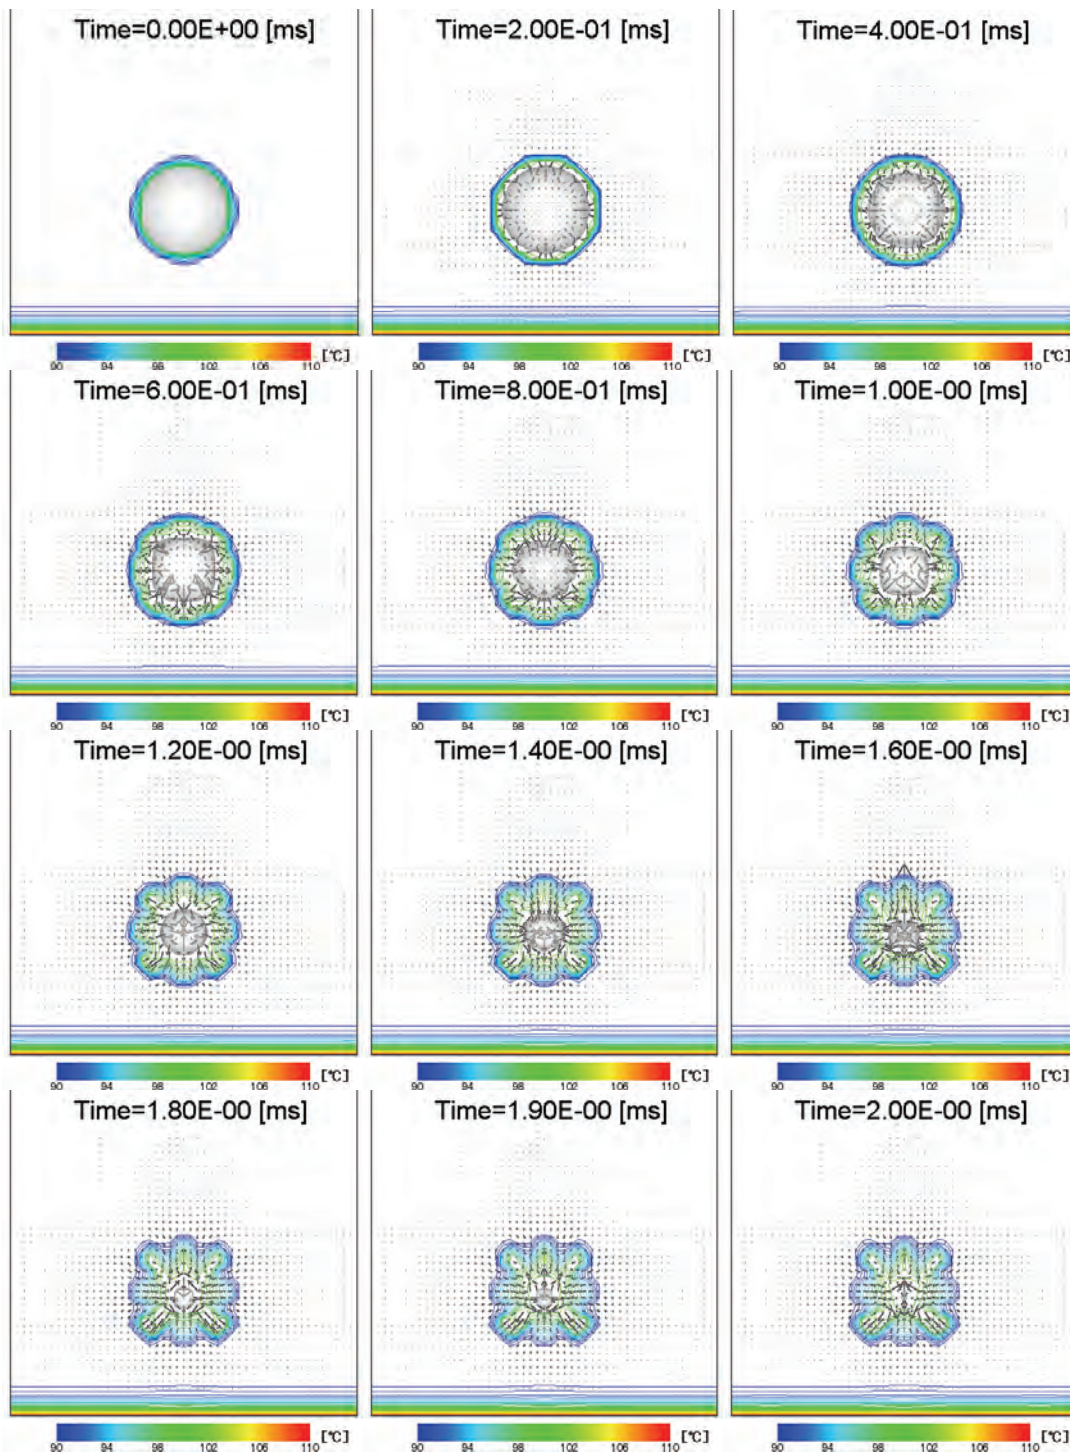 Time=0.00E+00 [ms] Time=2.00E-01 [ms] Time=4.00E-01 [ms]
90 94 98 102 106 110 [℃] 90 94 98 102 106 110 [℃] 90 94 98 102 106 110 [℃]
Time=6.00E-01 [ms] Time=8.00E-01 [ms] Time=1.00E-00 [ms]
90 94 98 102 106 110 [℃] 90 94 98 102 106 110 [℃] 90 94 98 102 106 110 [℃]
Time=1.20E-00 [ms] Time=1.40E-00 [ms] Time=1.60E-00 [ms]
90 94 98 102 106 110 [℃] 90 94 98 102 106 110 [℃] 90 94 98 102 106 110 [℃]
Time=1.80E-00 [ms] Time=1.90E-00 [ms] Time=2.00E-00 [ms]
90 94 98 102 106 110 [℃] 90 94 98 102 106 110 [℃] 90 94 98 102 106 110 [℃]